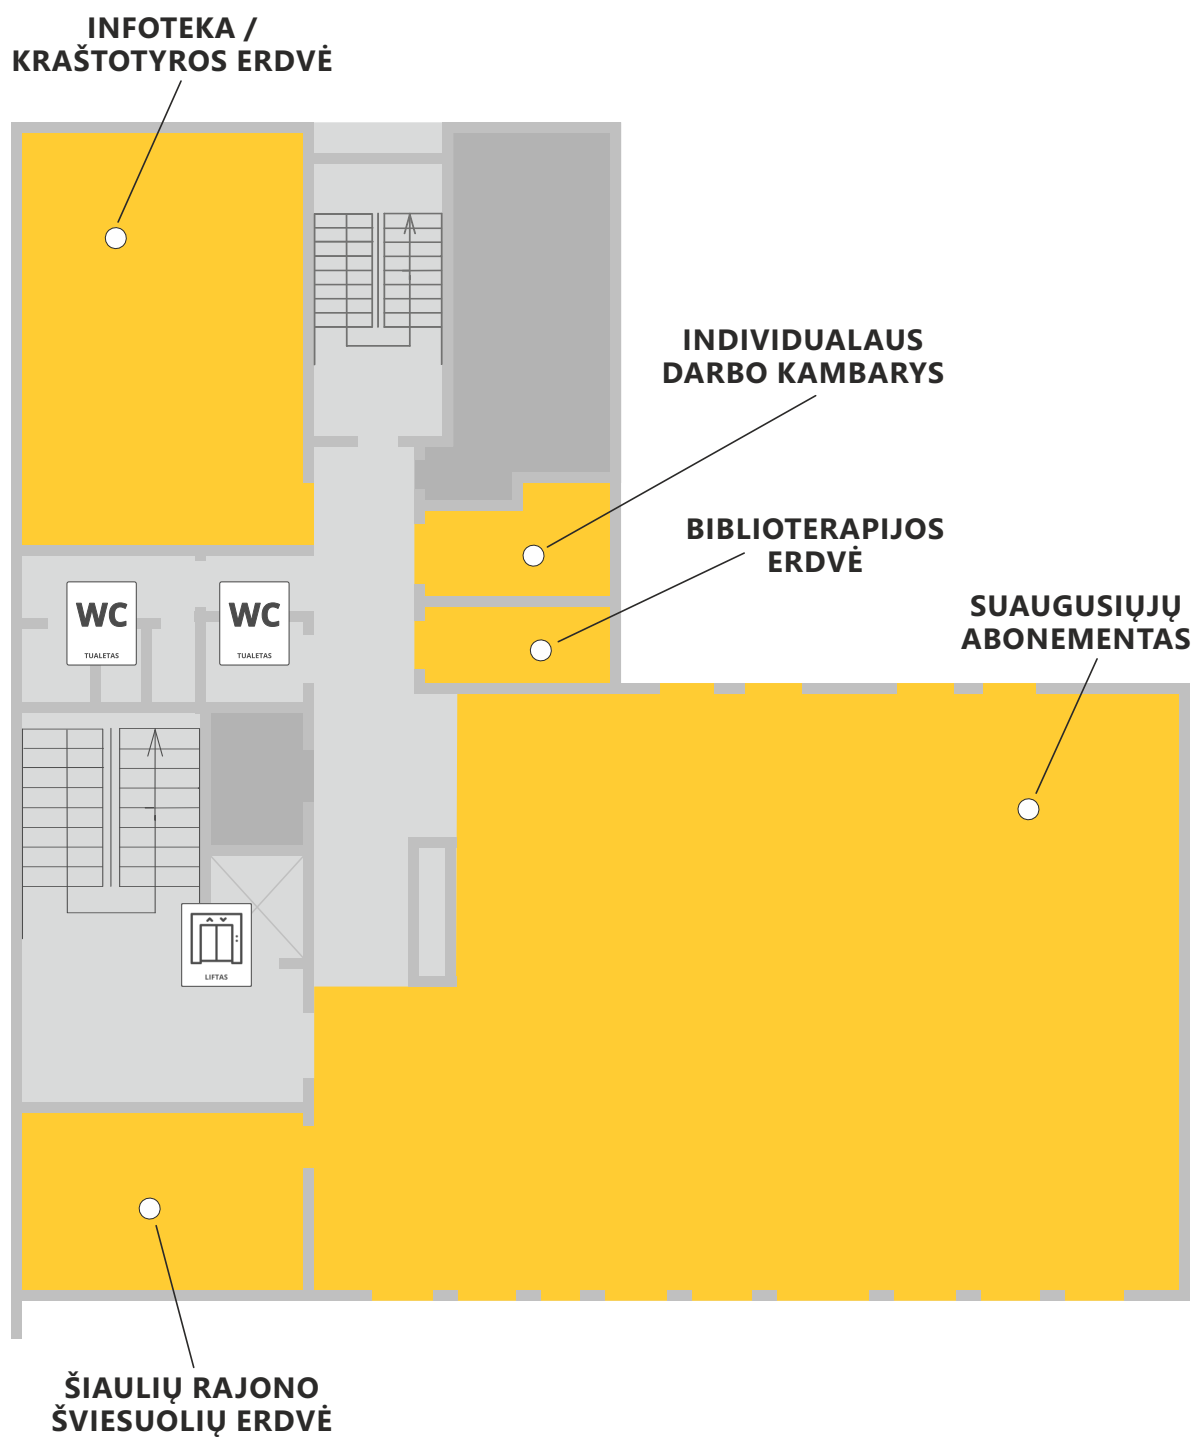 INFOTEKA /
KRAŠTOTYROS ERDVĖ
INDIVIDUALAUS
DARBO KAMBARYS
BIBLIOTERAPIJOS
ERDVĖ
SUAUGUSIŲJŲ
ABONEMENTAS
WC
TUALETAS
WC
TUALETAS
LIFTAS
ŠIAULIŲ RAJONO
ŠVIESUOLIŲ ERDVĖ